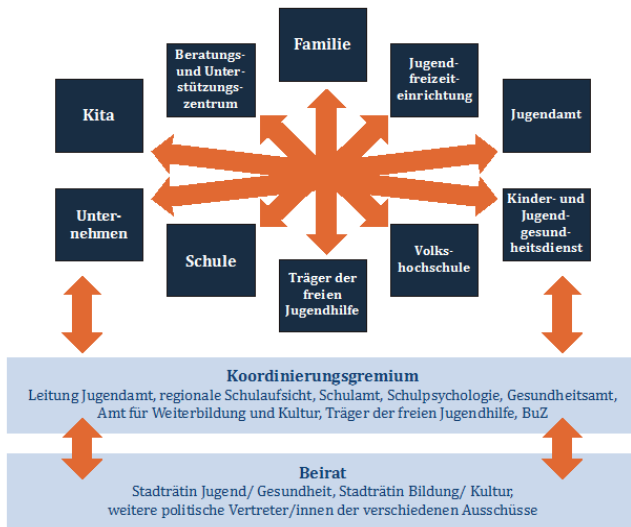 Familie
Beratungs-
und Unter-
stützungs-
zentrum
Jugend-
freizeit-
einrichtung
Kita
Jugendamt
Unter-
nehmen
Kinder- und
Jugend-
gesund-
heitsdienst
Schule
Volks-
hochschule
Träger der
freien
Jugendhilfe
Koordinierungsgremium
Leitung Jugendamt, regionale Schulaufsicht, Schulamt, Schulpsychologie, Gesundheitsamt,
Amt für Weiterbildung und Kultur, Träger der freien Jugendhilfe, BuZ
Beirat
Stadträtin Jugend/ Gesundheit, Stadträtin Bildung/ Kultur,
weitere politische Vertreter/innen der verschiedenen Ausschüsse